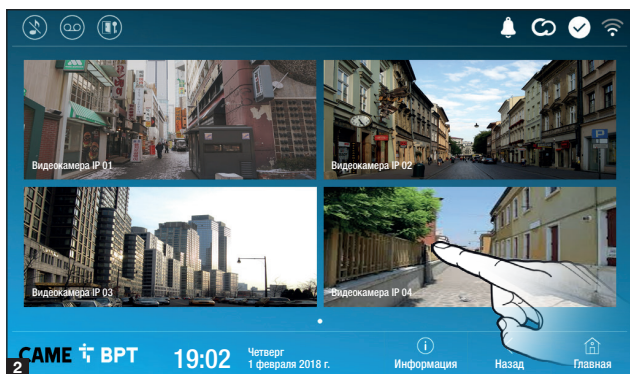 Видеокамера IP 01
Видеокамера IP 02
Видеокамера IP 03
Видеокамера IP 04
2
CAME BPT
19:02
Четверг
1 февраля 2018 г.
Информация
Назад
Главная